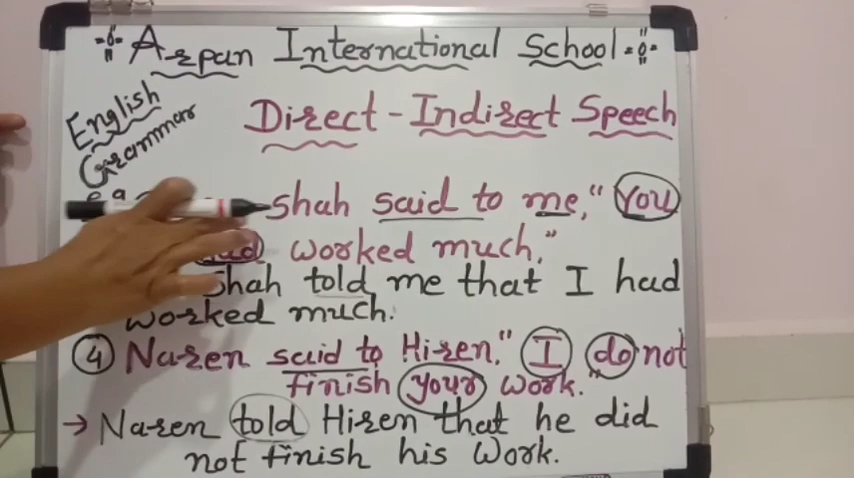 Arpan International School
English
Grammar
Direct - Indirect Speech
e.g. Shah said to me, " You
had worked much."
Shah told me that I had
worked much.
4 Naren said to Hiren." I do not
finish your work."
→ Naren told Hiren that he did
not finish his work.